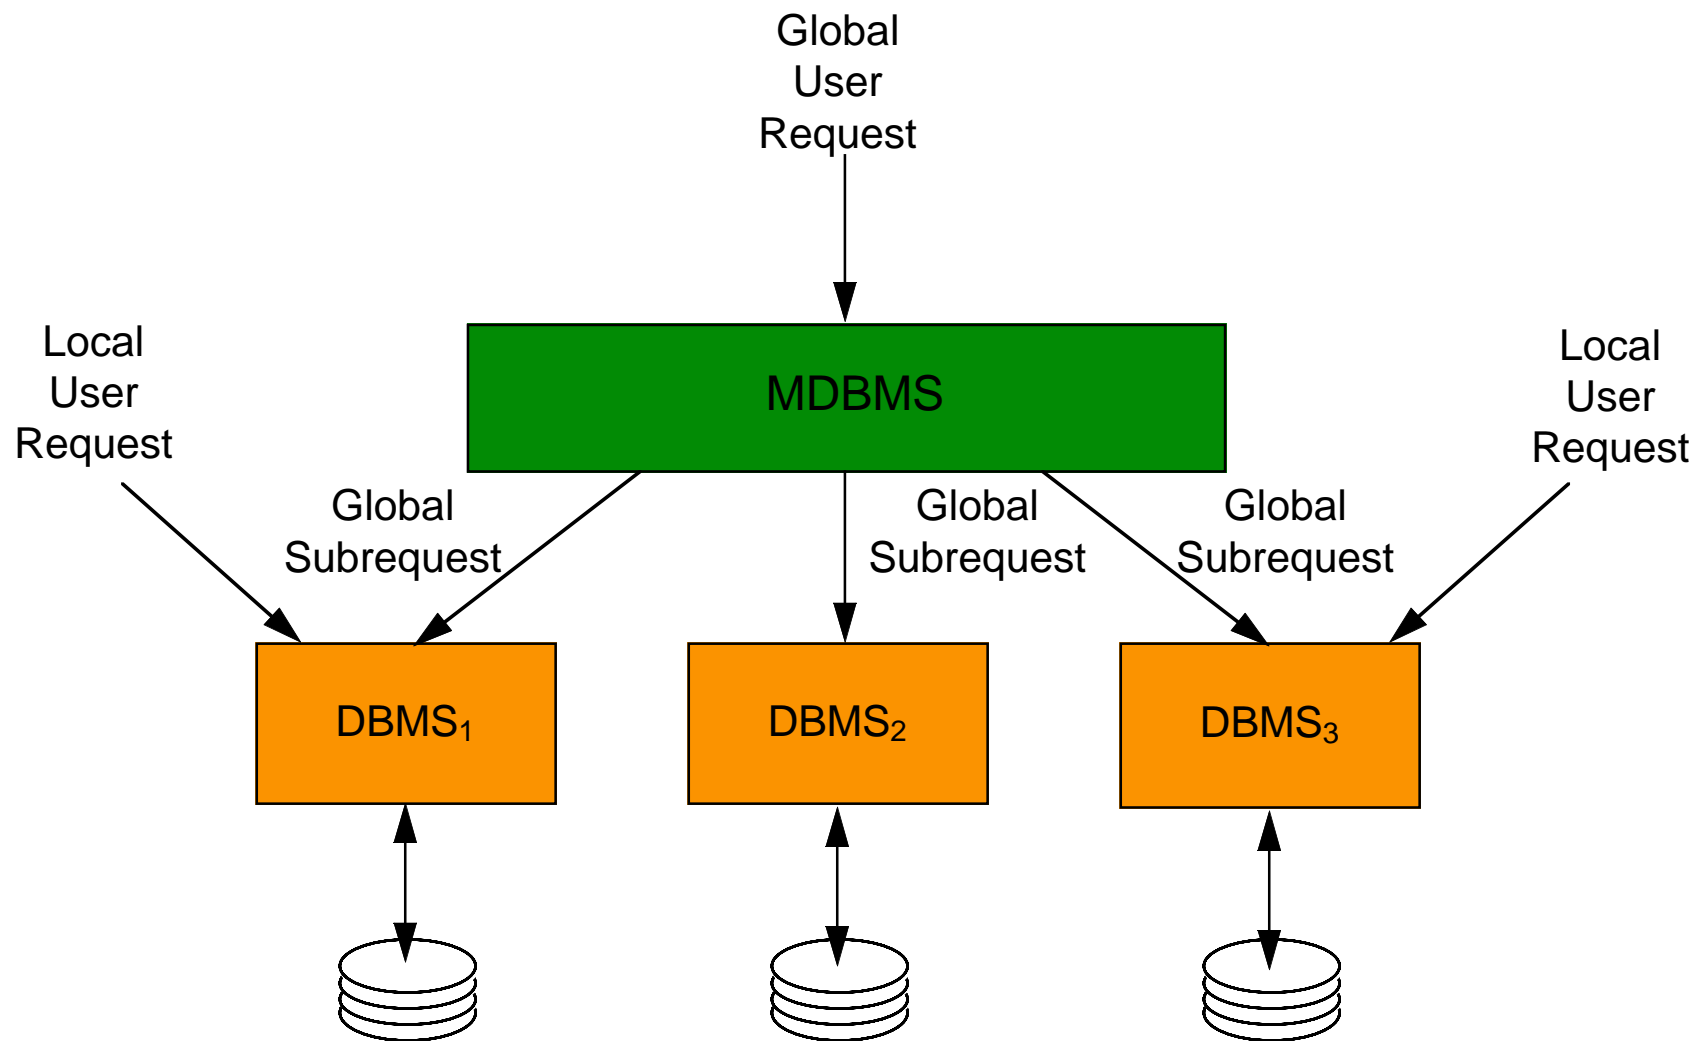 Global
User
Request
Local
User
Request
MDBMS
Local
User
Request
Global
Subrequest
Global
Subrequest
Global
Subrequest
DBMS₁
DBMS₂
DBMS₃